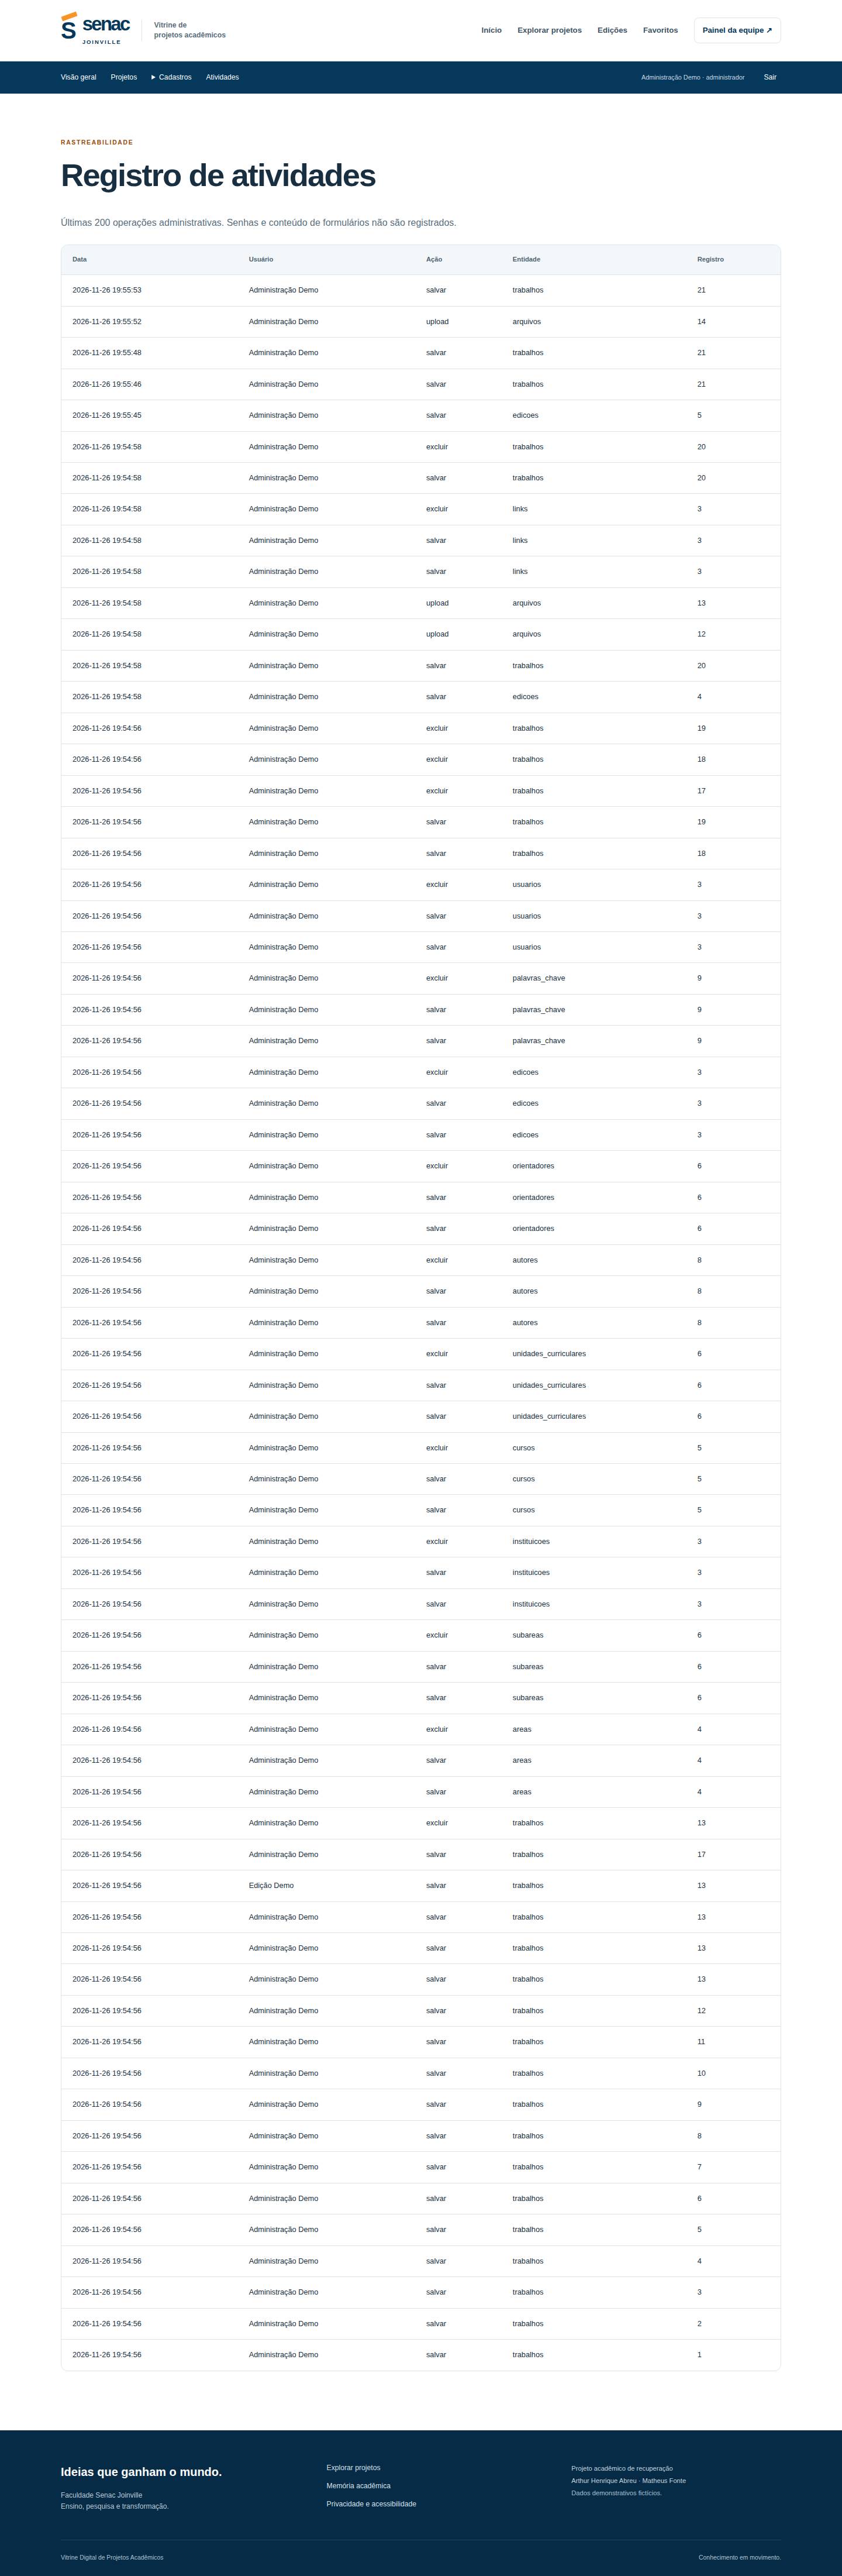 senac
JOINVILLE
Vitrine de
projetos acadêmicos
Início Explorar projetos Edições Favoritos Painel da equipe ↗
Visão geral Projetos ▶ Cadastros Atividades Administração Demo · administrador Sair
RASTREABILIDADE
Registro de atividades
Últimas 200 operações administrativas. Senhas e conteúdo de formulários não são registrados.
Data Usuário Ação Entidade Registro
2026-11-26 19:55:53 Administração Demo salvar trabalhos 21
2026-11-26 19:55:52 Administração Demo upload arquivos 14
2026-11-26 19:55:48 Administração Demo salvar trabalhos 21
2026-11-26 19:55:46 Administração Demo salvar trabalhos 21
2026-11-26 19:55:45 Administração Demo salvar edicoes 5
2026-11-26 19:54:58 Administração Demo excluir trabalhos 20
2026-11-26 19:54:58 Administração Demo salvar trabalhos 20
2026-11-26 19:54:58 Administração Demo excluir links 3
2026-11-26 19:54:58 Administração Demo salvar links 3
2026-11-26 19:54:58 Administração Demo salvar links 3
2026-11-26 19:54:58 Administração Demo upload arquivos 13
2026-11-26 19:54:58 Administração Demo upload arquivos 12
2026-11-26 19:54:58 Administração Demo salvar trabalhos 20
2026-11-26 19:54:58 Administração Demo salvar edicoes 4
2026-11-26 19:54:56 Administração Demo excluir trabalhos 19
2026-11-26 19:54:56 Administração Demo excluir trabalhos 18
2026-11-26 19:54:56 Administração Demo excluir trabalhos 17
2026-11-26 19:54:56 Administração Demo salvar trabalhos 19
2026-11-26 19:54:56 Administração Demo salvar trabalhos 18
2026-11-26 19:54:56 Administração Demo excluir usuarios 3
2026-11-26 19:54:56 Administração Demo salvar usuarios 3
2026-11-26 19:54:56 Administração Demo salvar usuarios 3
2026-11-26 19:54:56 Administração Demo excluir palavras_chave 9
2026-11-26 19:54:56 Administração Demo salvar palavras_chave 9
2026-11-26 19:54:56 Administração Demo salvar palavras_chave 9
2026-11-26 19:54:56 Administração Demo excluir edicoes 3
2026-11-26 19:54:56 Administração Demo salvar edicoes 3
2026-11-26 19:54:56 Administração Demo salvar edicoes 3
2026-11-26 19:54:56 Administração Demo excluir orientadores 6
2026-11-26 19:54:56 Administração Demo salvar orientadores 6
2026-11-26 19:54:56 Administração Demo salvar orientadores 6
2026-11-26 19:54:56 Administração Demo excluir autores 8
2026-11-26 19:54:56 Administração Demo salvar autores 8
2026-11-26 19:54:56 Administração Demo salvar autores 8
2026-11-26 19:54:56 Administração Demo excluir unidades_curriculares 6
2026-11-26 19:54:56 Administração Demo salvar unidades_curriculares 6
2026-11-26 19:54:56 Administração Demo salvar unidades_curriculares 6
2026-11-26 19:54:56 Administração Demo excluir cursos 5
2026-11-26 19:54:56 Administração Demo salvar cursos 5
2026-11-26 19:54:56 Administração Demo salvar cursos 5
2026-11-26 19:54:56 Administração Demo excluir instituicoes 3
2026-11-26 19:54:56 Administração Demo salvar instituicoes 3
2026-11-26 19:54:56 Administração Demo salvar instituicoes 3
2026-11-26 19:54:56 Administração Demo excluir subareas 6
2026-11-26 19:54:56 Administração Demo salvar subareas 6
2026-11-26 19:54:56 Administração Demo salvar subareas 6
2026-11-26 19:54:56 Administração Demo excluir areas 4
2026-11-26 19:54:56 Administração Demo salvar areas 4
2026-11-26 19:54:56 Administração Demo salvar areas 4
2026-11-26 19:54:56 Administração Demo excluir trabalhos 13
2026-11-26 19:54:56 Administração Demo salvar trabalhos 17
2026-11-26 19:54:56 Edição Demo salvar trabalhos 13
2026-11-26 19:54:56 Administração Demo salvar trabalhos 13
2026-11-26 19:54:56 Administração Demo salvar trabalhos 13
2026-11-26 19:54:56 Administração Demo salvar trabalhos 13
2026-11-26 19:54:56 Administração Demo salvar trabalhos 12
2026-11-26 19:54:56 Administração Demo salvar trabalhos 11
2026-11-26 19:54:56 Administração Demo salvar trabalhos 10
2026-11-26 19:54:56 Administração Demo salvar trabalhos 9
2026-11-26 19:54:56 Administração Demo salvar trabalhos 8
2026-11-26 19:54:56 Administração Demo salvar trabalhos 7
2026-11-26 19:54:56 Administração Demo salvar trabalhos 6
2026-11-26 19:54:56 Administração Demo salvar trabalhos 5
2026-11-26 19:54:56 Administração Demo salvar trabalhos 4
2026-11-26 19:54:56 Administração Demo salvar trabalhos 3
2026-11-26 19:54:56 Administração Demo salvar trabalhos 2
2026-11-26 19:54:56 Administração Demo salvar trabalhos 1
Ideias que ganham o mundo.
Faculdade Senac Joinville
Ensino, pesquisa e transformação.
Explorar projetos
Memória acadêmica
Privacidade e acessibilidade
Projeto acadêmico de recuperação
Arthur Henrique Abreu · Matheus Fonte
Dados demonstrativos fictícios.
Vitrine Digital de Projetos Acadêmicos
Conhecimento em movimento.